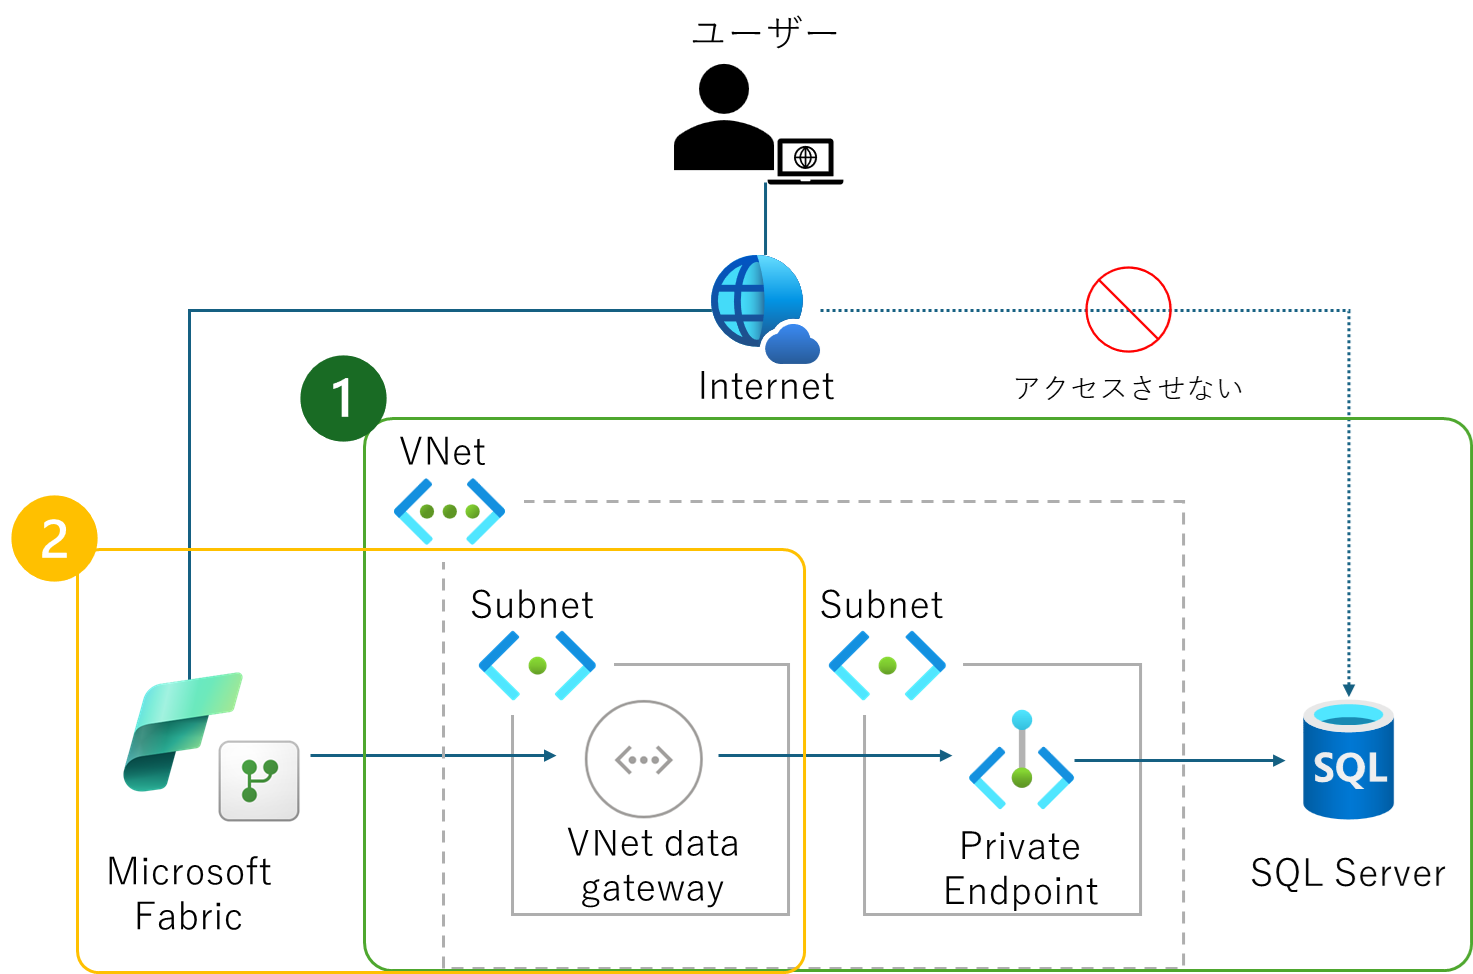 ユーザー
Internet
アクセスさせない
1
VNet
2
Subnet
Subnet
SQL
VNet data
gateway
Private
Endpoint
Microsoft
Fabric
SQL Server